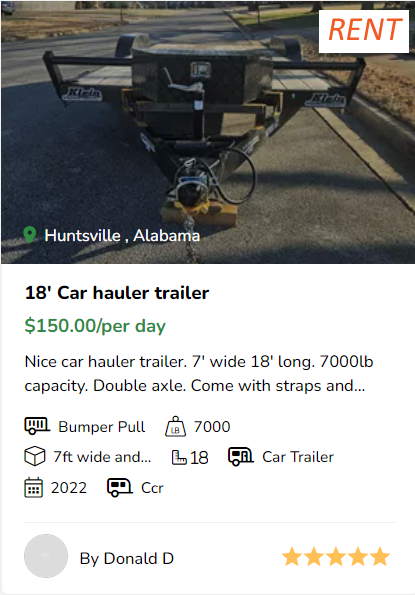 RENT
Klein
Klein
Huntsville , Alabama
18' Car hauler trailer
$150.00/per day
Nice car hauler trailer. 7' wide 18' long. 7000lb
capacity. Double axle. Come with straps and...
Bumper Pull
LB
7000
7ft wide and...
18
Car Trailer
2022
Ccr
By Donald D